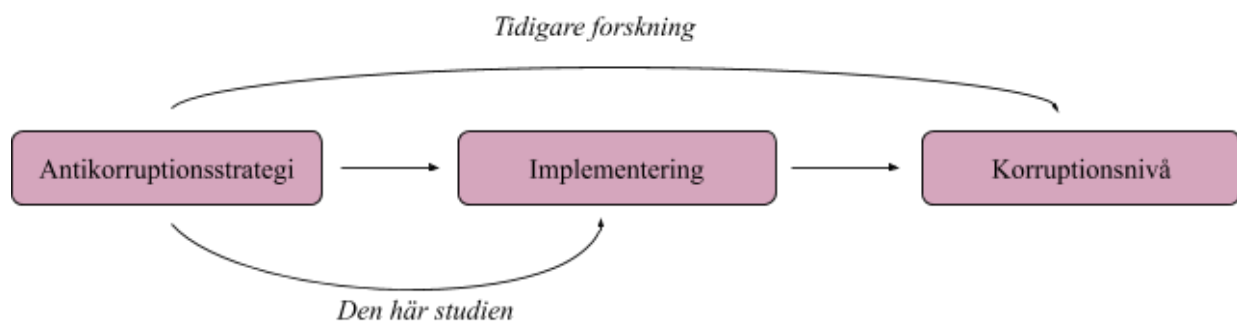 Tidigare forskning
Antikorruptionsstrategi
Implementering
Korruptionsnivå
Den här studien